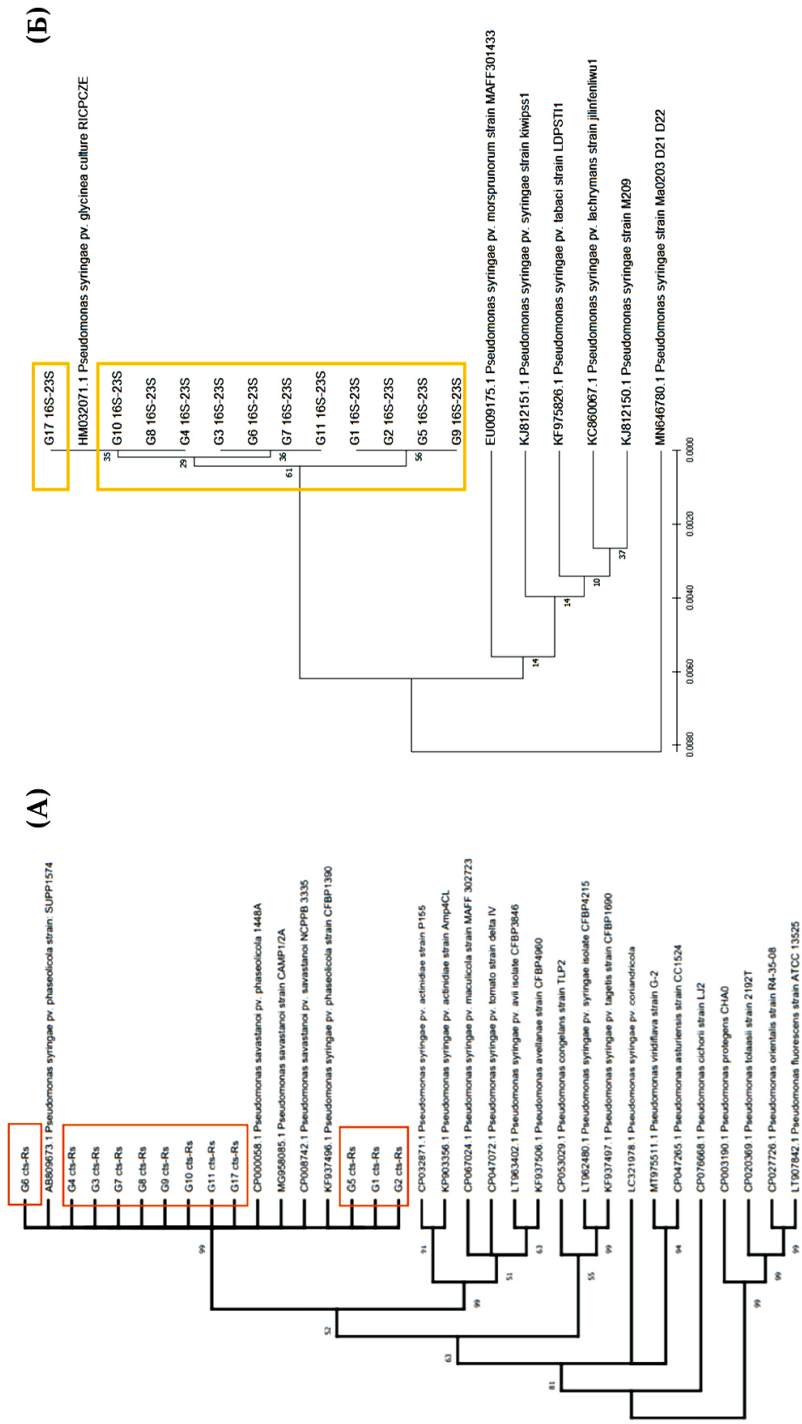 (А)
G6 cts-Rs
AB809673.1 Pseudomonas syringae pv. phaseolicola strain: SUPP1574
G4 cts-Rs
G3 cts-Rs
G7 cts-Rs
G8 cts-Rs
G9 cts-Rs
G10 cts-Rs
G11 cts-Rs
G17 cts-Rs
CP000058.1 Pseudomonas savastanoi pv. phaseolicola 1448A
MG958085.1 Pseudomonas savastanoi strain CAMP1/2A
CP008742.1 Pseudomonas savastanoi pv. savastanoi NCPPB 3335
KF937496.1 Pseudomonas syringae pv. phaseolicola strain CFBP1390
G5 cts-Rs
G1 cts-Rs
G2 cts-Rs
CP032871.1 Pseudomonas syringae pv. actinidiae strain P155
KP903356.1 Pseudomonas syringae pv. actinidiae strain Amp4CL
CP067024.1 Pseudomonas syringae pv. maculicola strain MAFF 302723
CP047072.1 Pseudomonas syringae pv. tomato strain delta IV
LT963402.1 Pseudomonas syringae pv. avii isolate CFBP3846
KF937506.1 Pseudomonas avellanae strain CFBP4960
CP053029.1 Pseudomonas congelans strain TLP2
LT962480.1 Pseudomonas syringae pv. syringae isolate CFBP4215
KF937497.1 Pseudomonas syringae pv. tagetis strain CFBP1690
LC321978.1 Pseudomonas syringae pv. coriandricola
MT975511.1 Pseudomonas viridiflava strain G-2
CP047265.1 Pseudomonas asturiensis strain CC1524
CP076668.1 Pseudomonas cichorii strain LJ2
CP003190.1 Pseudomonas protegens CHA0
CP020369.1 Pseudomonas tolaasii strain 2192T
CP027726.1 Pseudomonas orientalis strain R4-35-08
LT907842.1 Pseudomonas fluorescens strain ATCC 13525
99
91
51
63
99
52
55
99
63
94
81
99
99
99
(Б)
G17 16S-23S
HM032071.1 Pseudomonas syringae pv. glycinea culture RICPCZE
G10 16S-23S
G8 16S-23S
G4 16S-23S
G3 16S-23S
G6 16S-23S
G7 16S-23S
G11 16S-23S
G1 16S-23S
G2 16S-23S
G5 16S-23S
G9 16S-23S
EU009175.1 Pseudomonas syringae pv. morsprunorum strain MAFF301433
KJ812151.1 Pseudomonas syringae pv. syringae strain kiwipss1
KF975826.1 Pseudomonas syringae pv. tabaci strain LDPSTI1
KC860067.1 Pseudomonas syringae pv. lachrymans strain jilinfenliwu1
KJ812150.1 Pseudomonas syringae strain M209
MN646780.1 Pseudomonas syringae strain Ma0203 D21 D22
35
29
36
61
56
14
14
10
37
0.0080 0.0060 0.0040 0.0020 0.0000